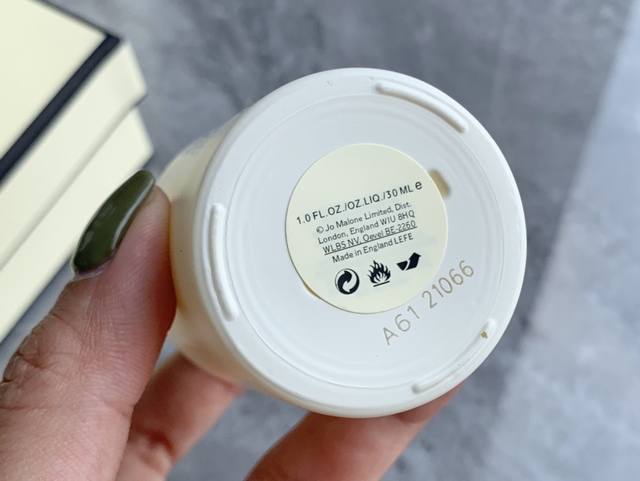 1.0 FL.OZ./OZ.LIQ./30 ML e
© Jo Malone Limited, Dist.
London, England W1U 8HQ
WLBS NV, Oevel BE-2260
Made in England LEFE
A61 21066